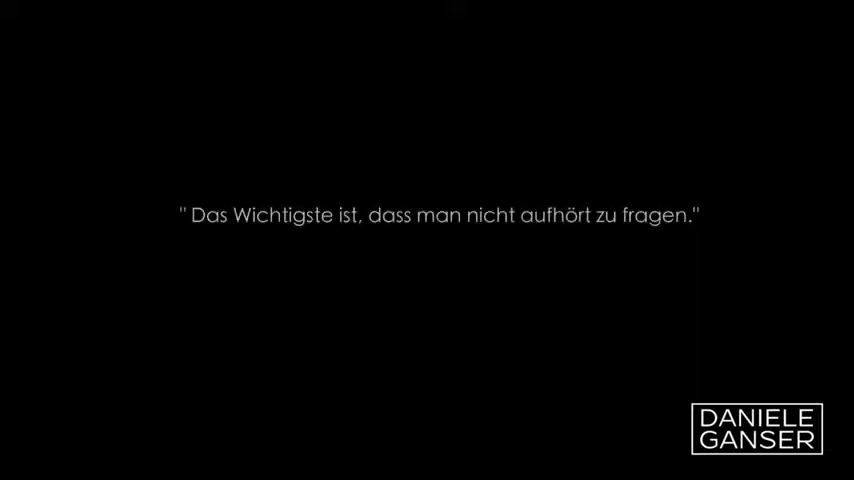 " Das Wichtigste ist, dass man nicht aufhört zu fragen."
DANIELE
GANSER